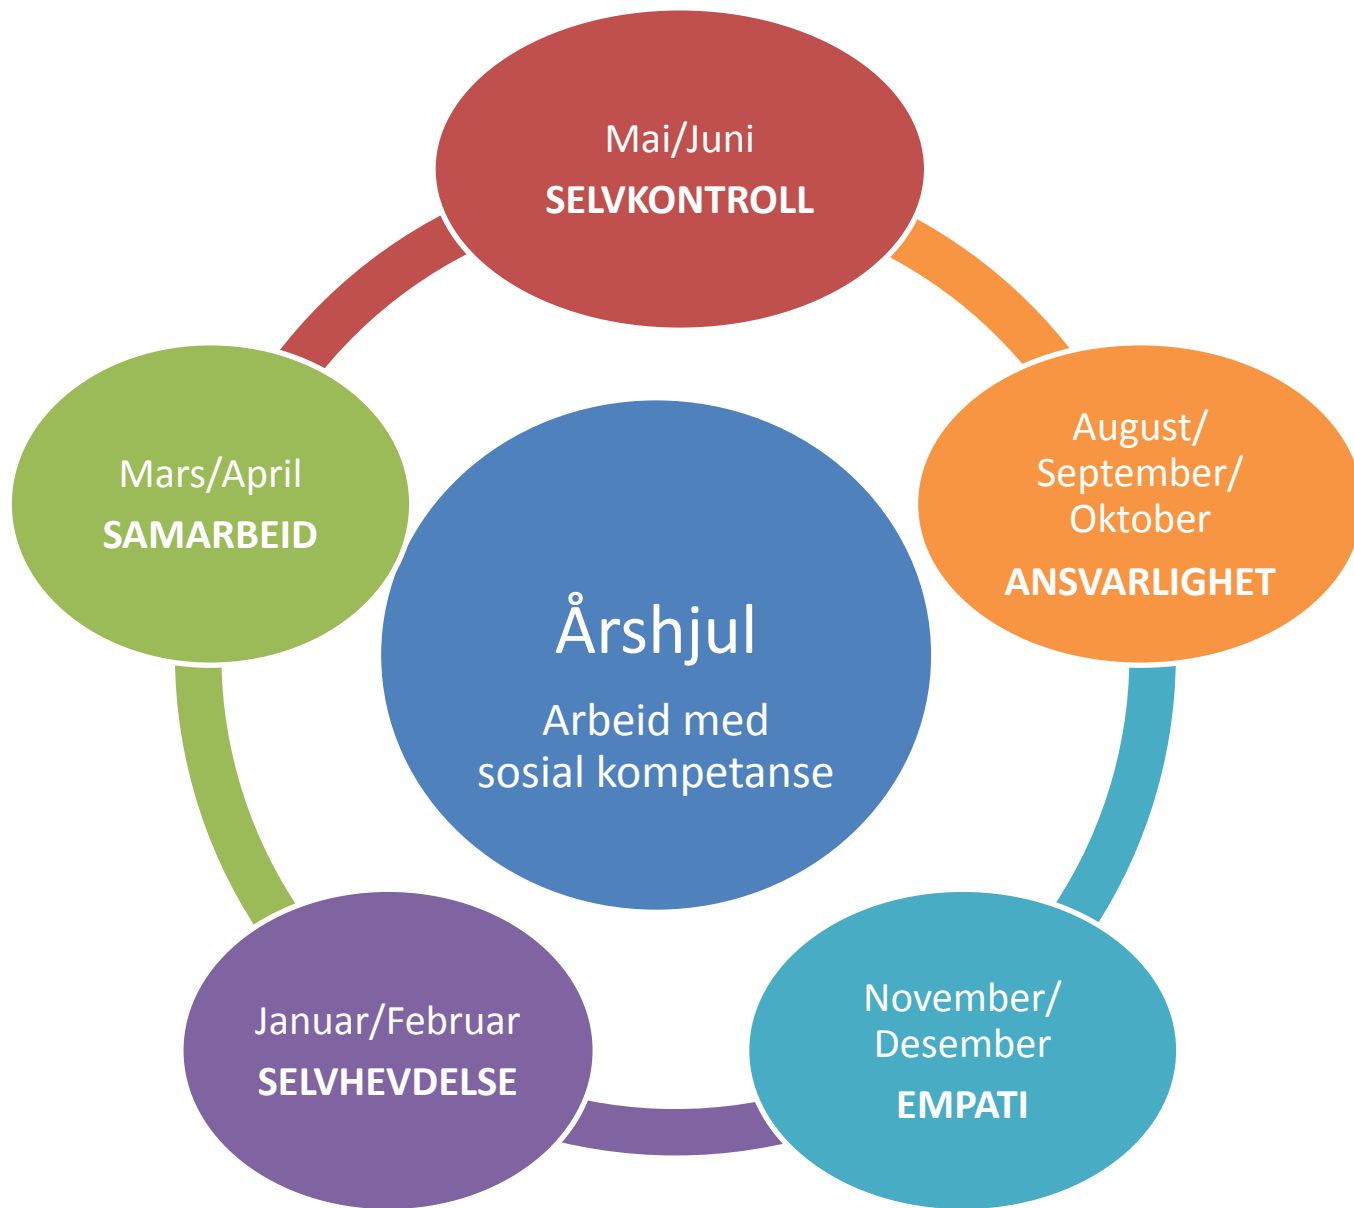 Mai/Juni
SELVKONTROLL
August/
September/
Oktober
ANSVARLIGHET
November/
Desember
EMPATI
Januar/Februar
SELVHEVDELSE
Mars/April
SAMARBEID
Årshjul
Arbeid med
sosial kompetanse